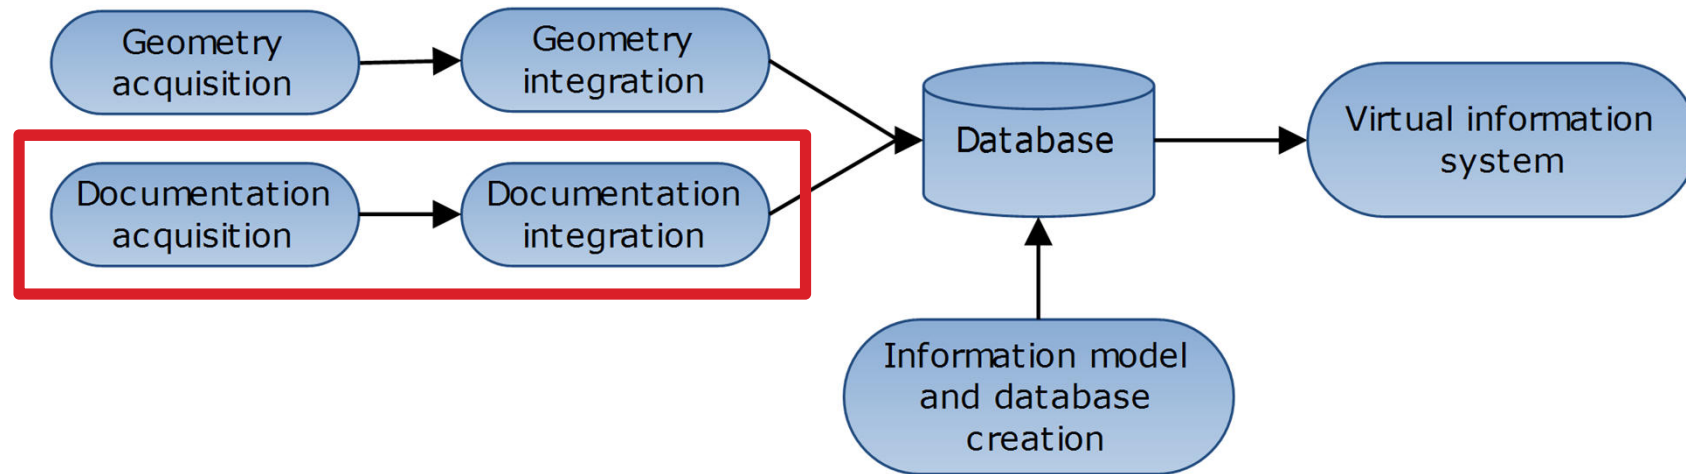 Geometry
acquisition
Geometry
integration
Documentation
acquisition
Documentation
integration
Database
Virtual information
system
Information model
and database
creation